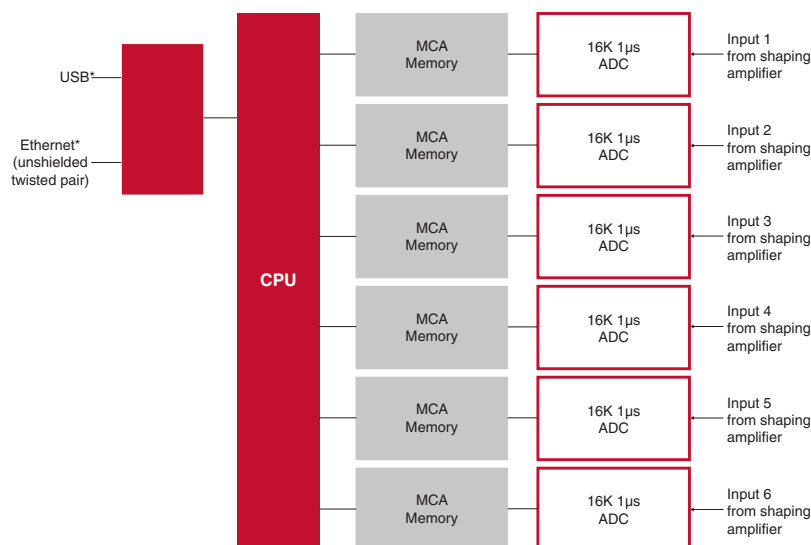 USB*
Ethernet*
(unshielded
twisted pair)
CPU
MCA
Memory
16K 1µs
ADC
Input 1
from shaping
amplifier
MCA
Memory
16K 1µs
ADC
Input 2
from shaping
amplifier
MCA
Memory
16K 1µs
ADC
Input 3
from shaping
amplifier
MCA
Memory
16K 1µs
ADC
Input 4
from shaping
amplifier
MCA
Memory
16K 1µs
ADC
Input 5
from shaping
amplifier
MCA
Memory
16K 1µs
ADC
Input 6
from shaping
amplifier